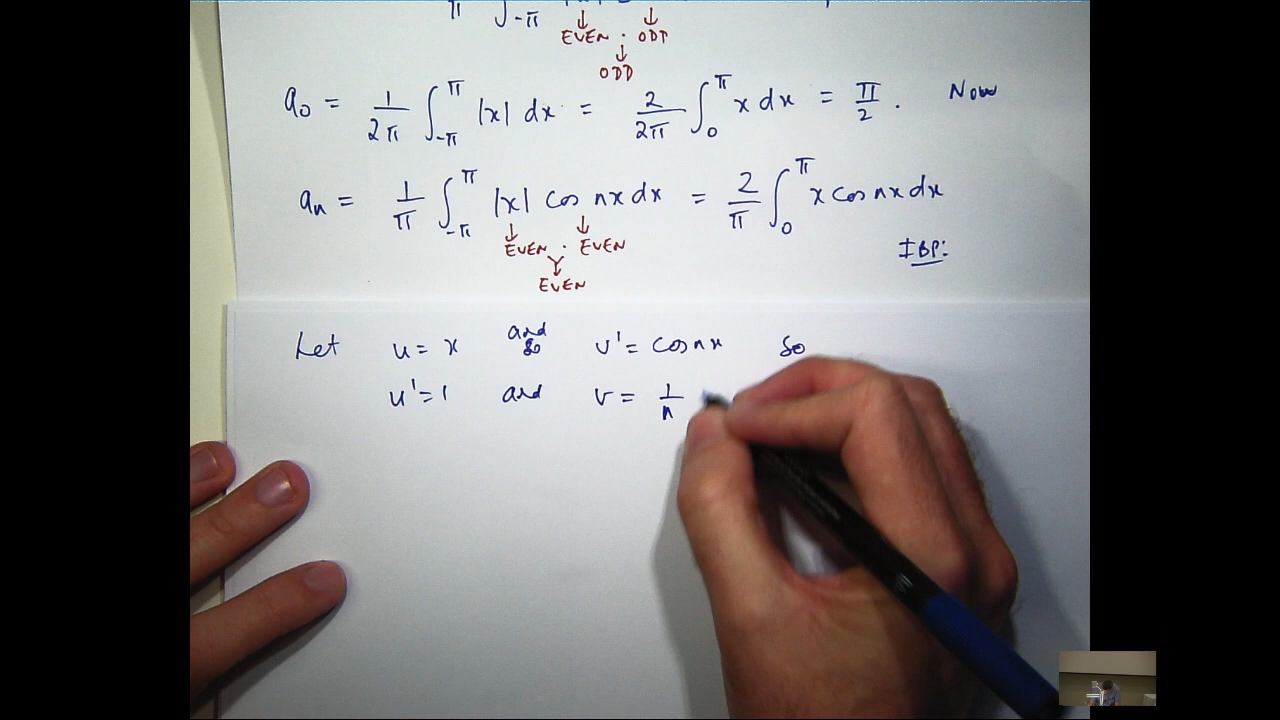 π ∫-π
EVEN · ODD
ODD
a₀ = 1/2π ∫_{-π}^{π} |x| dx = 2/2π ∫_0^π x dx = π/2 . Now
aₙ = 1/π ∫_{-π}^{π} |x| cos nx dx = 2/π ∫_0^π x cos nx dx
EVEN · EVEN IBP:
EVEN
Let u = x and so v' = cos nx So
u' = 1 and v = 1/n